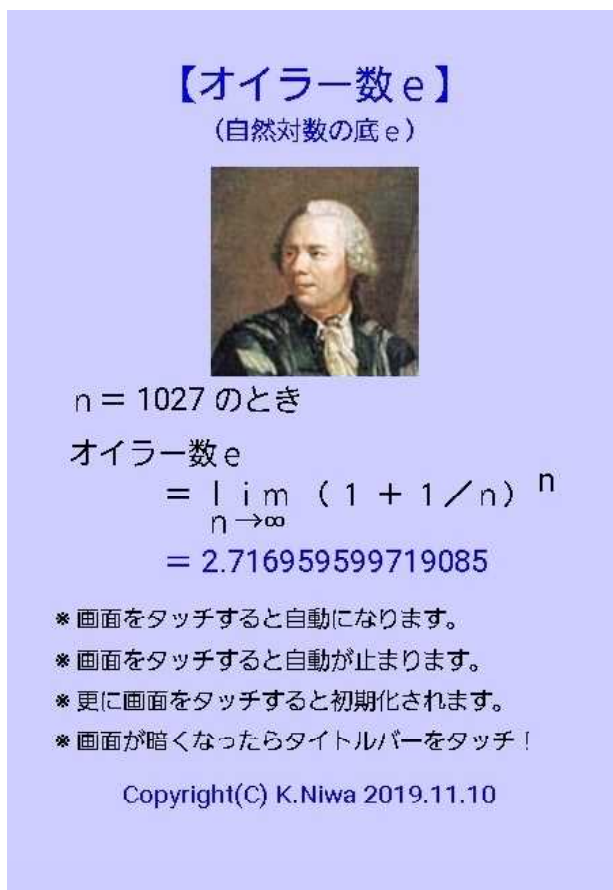 【オイラー数ｅ】
（自然対数の底ｅ）
ｎ＝ 1027 のとき
オイラー数ｅ
＝ ｌｉｍ （１＋１／ｎ）ｎ
ｎ→∞
＝ 2.716959599719085
※画面をタッチすると自動になります。
※画面をタッチすると自動が止まります。
※更に画面をタッチすると初期化されます。
※画面が暗くなったらタイトルバーをタッチ！
Copyright(C) K.Niwa 2019.11.10